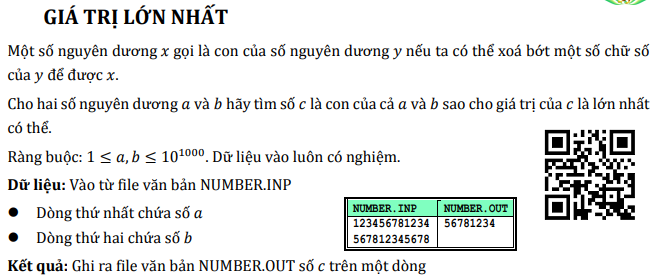 GIÁ TRỊ LỚN NHẤT
Một số nguyên dương x gọi là con của số nguyên dương y nếu ta có thể xoá bớt một số chữ số
của y để được x.
Cho hai số nguyên dương a và b hãy tìm số c là con của cả a và b sao cho giá trị của c là lớn nhất
có thể.
Ràng buộc: 1 ≤ a, b ≤ 10¹⁰⁰⁰. Dữ liệu vào luôn có nghiệm.
Dữ liệu: Vào từ file văn bản NUMBER.INP
● Dòng thứ nhất chứa số a
● Dòng thứ hai chứa số b
NUMBER.INP NUMBER.OUT
123456781234 56781234
567812345678
Kết quả: Ghi ra file văn bản NUMBER.OUT số c trên một dòng